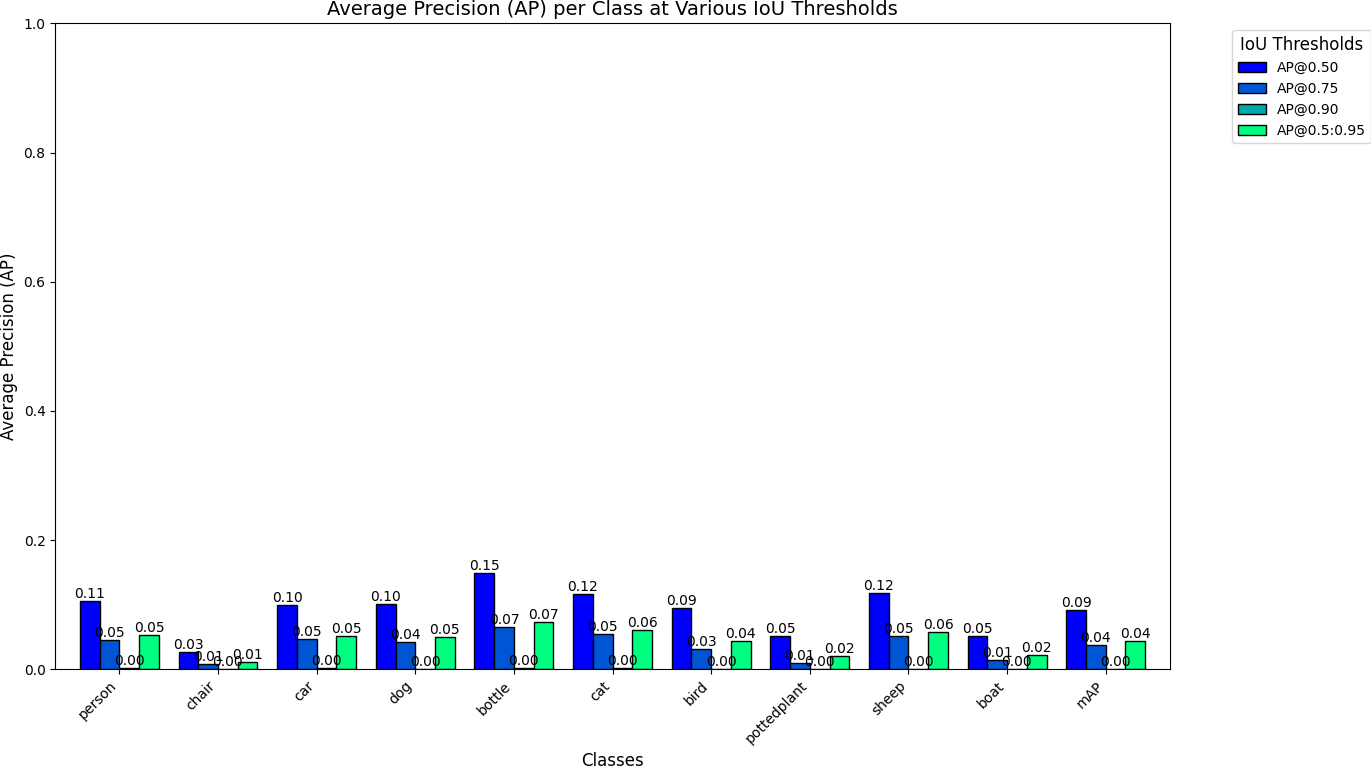 Average Precision (AP) per Class at Various IoU Thresholds
IoU Thresholds
AP@0.50
AP@0.75
AP@0.90
AP@0.5:0.95
Average Precision (AP)
1.0
0.8
0.6
0.4
0.2
0.0
0.11 0.05 0.00 0.05
0.03 0.01 0.00 0.01
0.10 0.05 0.00 0.05
0.10 0.04 0.00 0.05
0.15 0.07 0.00 0.07
0.12 0.05 0.00 0.06
0.09 0.03 0.00 0.04
0.05 0.01 0.00 0.02
0.12 0.05 0.00 0.06
0.05 0.01 0.00 0.02
0.09 0.04 0.00 0.04
person
chair
car
dog
bottle
cat
bird
pottedplant
sheep
boat
mAP
Classes